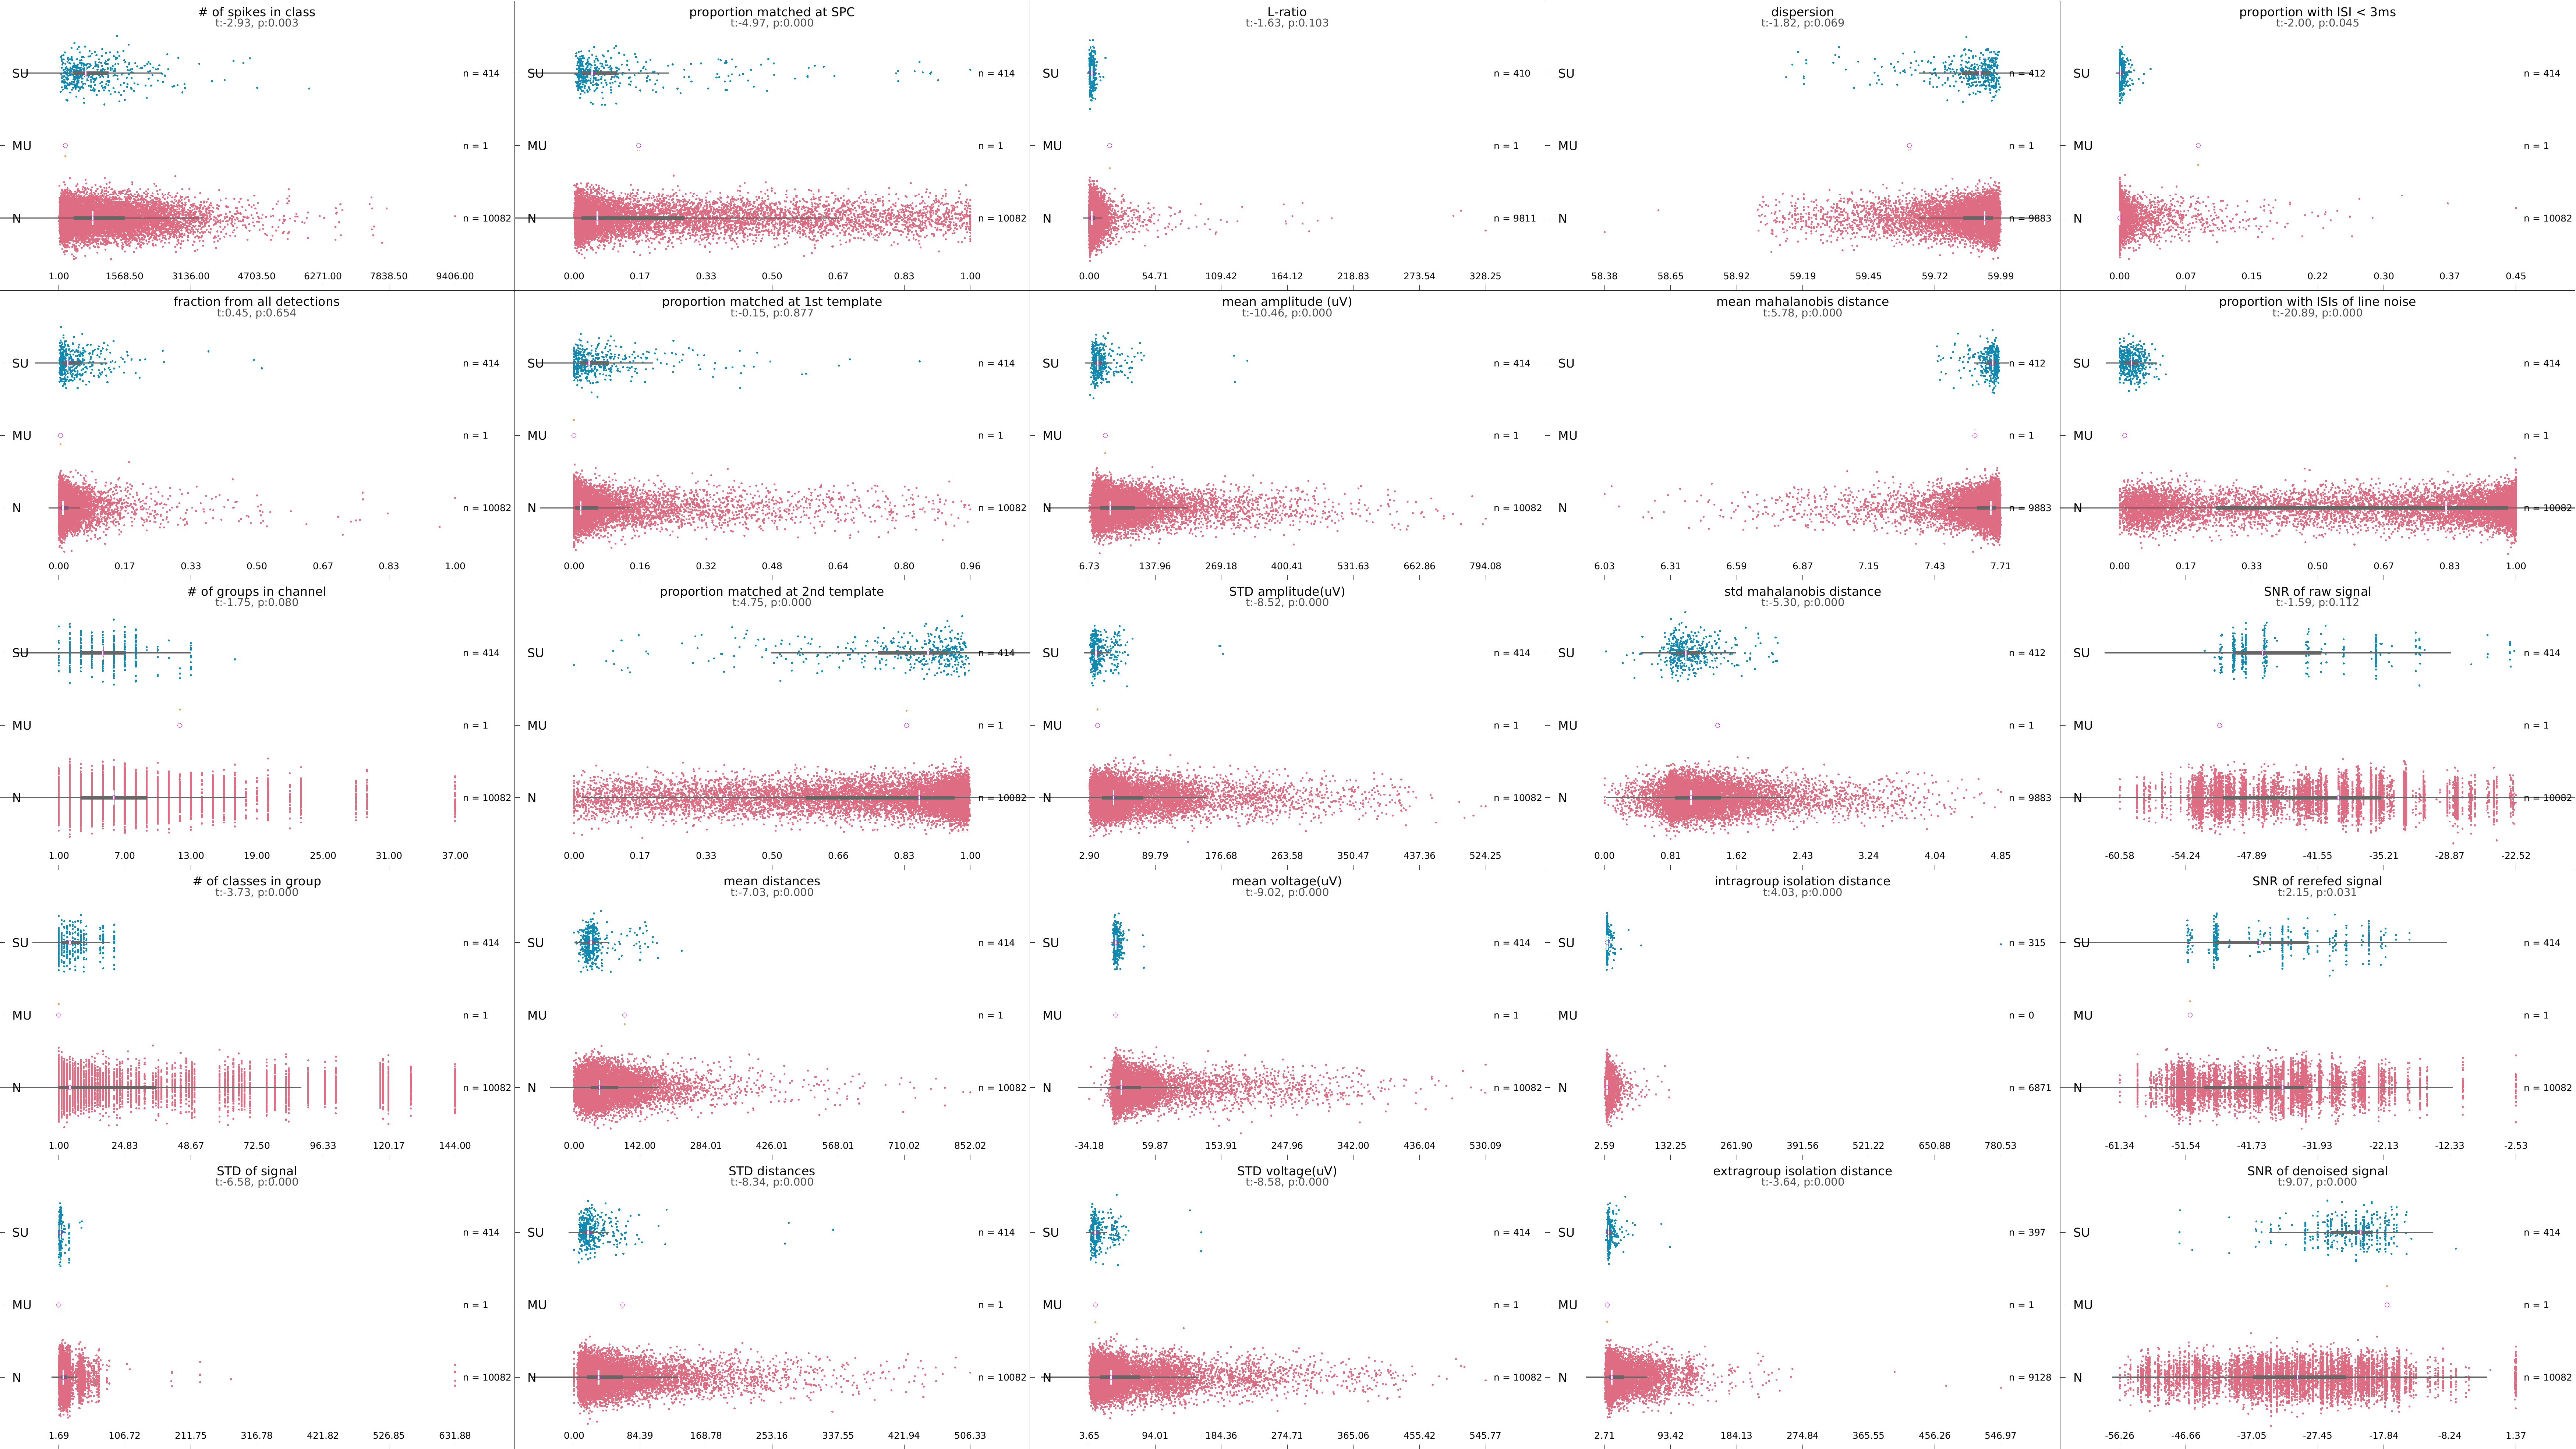 # of spikes in class
t:-2.93, p:0.003
SU
n = 414
MU
n = 1
N
n = 10082
1.00 1568.50 3136.00 4703.50 6271.00 7838.50 9406.00
proportion matched at SPC
t:-4.97, p:0.000
SU
n = 414
MU
n = 1
N
n = 10082
0.00 0.17 0.33 0.50 0.67 0.83 1.00
L-ratio
t:-1.63, p:0.103
SU
n = 410
MU
n = 1
N
n = 9811
0.00 54.71 109.42 164.12 218.83 273.54 328.25
dispersion
t:-1.82, p:0.069
SU
n = 412
MU
n = 1
N
n = 9883
58.38 58.65 58.92 59.19 59.45 59.72 59.99
proportion with ISI < 3ms
t:-2.00, p:0.045
SU
n = 414
MU
n = 1
N
n = 10082
0.00 0.07 0.15 0.22 0.30 0.37 0.45
fraction from all detections
t:0.45, p:0.654
SU
n = 414
MU
n = 1
N
n = 10082
0.00 0.17 0.33 0.50 0.67 0.83 1.00
proportion matched at 1st template
t:-0.15, p:0.877
SU
n = 414
MU
n = 1
N
n = 10082
0.00 0.16 0.32 0.48 0.64 0.80 0.96
mean amplitude (uV)
t:-10.46, p:0.000
SU
n = 414
MU
n = 1
N
n = 10082
6.73 137.96 269.18 400.41 531.63 662.86 794.08
mean mahalanobis distance
t:5.78, p:0.000
SU
n = 412
MU
n = 1
N
n = 9883
6.03 6.31 6.59 6.87 7.15 7.43 7.71
proportion with ISIs of line noise
t:-20.89, p:0.000
SU
n = 414
MU
n = 1
N
n = 10082
0.00 0.17 0.33 0.50 0.67 0.83 1.00
# of groups in channel
t:-1.75, p:0.080
SU
n = 414
MU
n = 1
N
n = 10082
1.00 7.00 13.00 19.00 25.00 31.00 37.00
proportion matched at 2nd template
t:4.75, p:0.000
SU
n = 414
MU
n = 1
N
n = 10082
0.00 0.17 0.33 0.50 0.66 0.83 1.00
STD amplitude(uV)
t:-8.52, p:0.000
SU
n = 414
MU
n = 1
N
n = 10082
2.90 89.79 176.68 263.58 350.47 437.36 524.25
std mahalanobis distance
t:-5.30, p:0.000
SU
n = 412
MU
n = 1
N
n = 9883
0.00 0.81 1.62 2.43 3.24 4.04 4.85
SNR of raw signal
t:-1.59, p:0.112
SU
n = 414
MU
n = 1
N
n = 10082
-60.58 -54.24 -47.89 -41.55 -35.21 -28.87 -22.52
# of classes in group
t:-3.73, p:0.000
SU
n = 414
MU
n = 1
N
n = 10082
1.00 24.83 48.67 72.50 96.33 120.17 144.00
mean distances
t:-7.03, p:0.000
SU
n = 414
MU
n = 1
N
n = 10082
0.00 142.00 284.01 426.01 568.01 710.02 852.02
mean voltage(uV)
t:-9.02, p:0.000
SU
n = 414
MU
n = 1
N
n = 10082
-34.18 59.87 153.91 247.96 342.00 436.04 530.09
intragroup isolation distance
t:4.03, p:0.000
SU
n = 315
MU
n = 0
N
n = 6871
2.59 132.25 261.90 391.56 521.22 650.88 780.53
SNR of rerefed signal
t:2.15, p:0.031
SU
n = 414
MU
n = 1
N
n = 10082
-61.34 -51.54 -41.73 -31.93 -22.13 -12.33 -2.53
STD of signal
t:-6.58, p:0.000
SU
n = 414
MU
n = 1
N
n = 10082
1.69 106.72 211.75 316.78 421.82 526.85 631.88
STD distances
t:-8.34, p:0.000
SU
n = 414
MU
n = 1
N
n = 10082
0.00 84.39 168.78 253.16 337.55 421.94 506.33
STD voltage(uV)
t:-8.58, p:0.000
SU
n = 414
MU
n = 1
N
n = 10082
3.65 94.01 184.36 274.71 365.06 455.42 545.77
extragroup isolation distance
t:-3.64, p:0.000
SU
n = 397
MU
n = 1
N
n = 9128
2.71 93.42 184.13 274.84 365.55 456.26 546.97
SNR of denoised signal
t:9.07, p:0.000
SU
n = 414
MU
n = 1
N
n = 10082
-56.26 -46.66 -37.05 -27.45 -17.84 -8.24 1.37